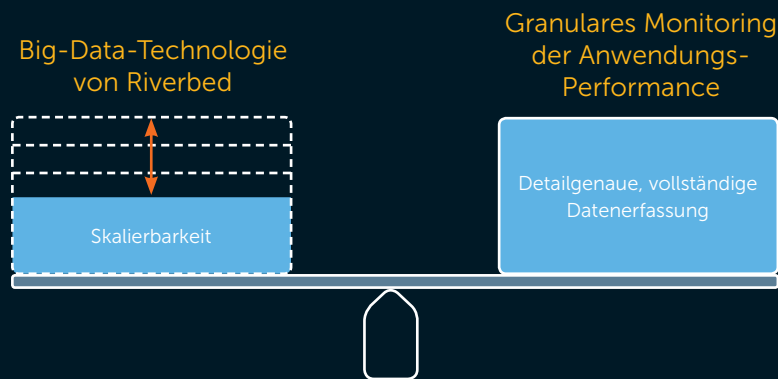 Big-Data-Technologie
von Riverbed
Skalierbarkeit
Granulares Monitoring
der Anwendungs-
Performance
Detailgenaue, vollständige
Datenerfassung